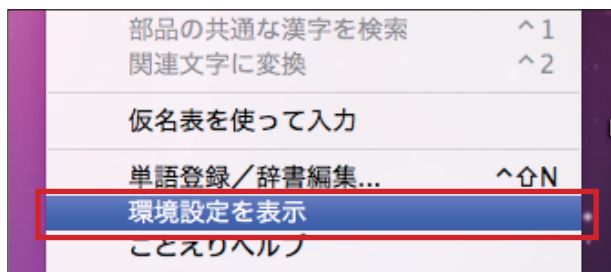 部品の共通な漢字を検索 ^1
関連文字に変換 ^2
仮名表を使って入力
単語登録／辞書編集... ^⇧N
環境設定を表示
ことえりヘルプ